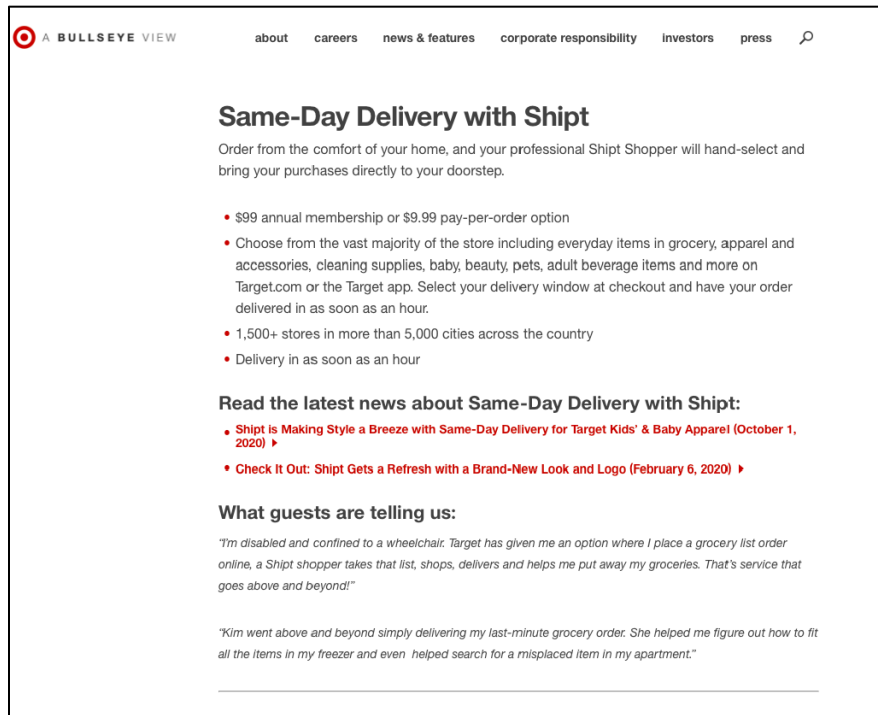 A BULLSEYE VIEW
about careers news & features corporate responsibility investors press
Same-Day Delivery with Shipt
Order from the comfort of your home, and your professional Shipt Shopper will hand-select and
bring your purchases directly to your doorstep.
• $99 annual membership or $9.99 pay-per-order option
• Choose from the vast majority of the store including everyday items in grocery, apparel and
accessories, cleaning supplies, baby, beauty, pets, adult beverage items and more on
Target.com or the Target app. Select your delivery window at checkout and have your order
delivered in as soon as an hour.
• 1,500+ stores in more than 5,000 cities across the country
• Delivery in as soon as an hour
Read the latest news about Same-Day Delivery with Shipt:
• Shipt is Making Style a Breeze with Same-Day Delivery for Target Kids' & Baby Apparel (October 1,
2020)
• Check It Out: Shipt Gets a Refresh with a Brand-New Look and Logo (February 6, 2020)
What guests are telling us:
“I'm disabled and confined to a wheelchair. Target has given me an option where I place a grocery list order
online, a Shipt shopper takes that list, shops, delivers and helps me put away my groceries. That's service that
goes above and beyond!”
“Kim went above and beyond simply delivering my last-minute grocery order. She helped me figure out how to fit
all the items in my freezer and even helped search for a misplaced item in my apartment.”